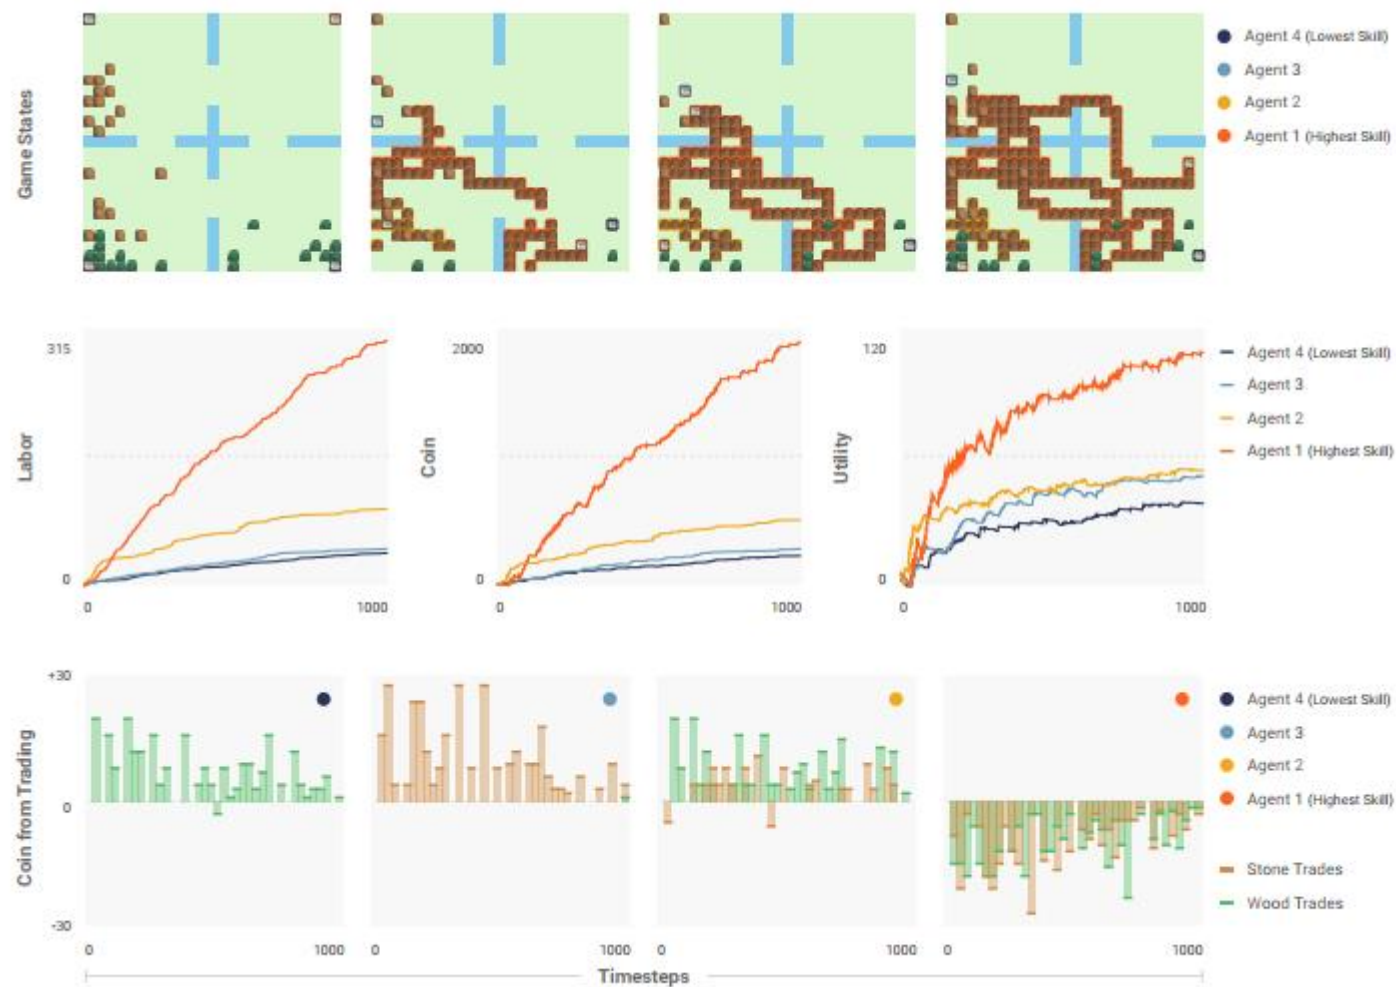 Game States
Agent 4 (Lowest Skill)
Agent 3
Agent 2
Agent 1 (Highest Skill)
Labor
315
0
0
1000
Coin
2000
0
0
1000
Utility
120
0
0
1000
Agent 4 (Lowest Skill)
Agent 3
Agent 2
Agent 1 (Highest Skill)
Coin from Trading
+30
0
-30
0
1000
0
1000
0
1000
0
1000
Agent 4 (Lowest Skill)
Agent 3
Agent 2
Agent 1 (Highest Skill)
Stone Trades
Wood Trades
Timesteps